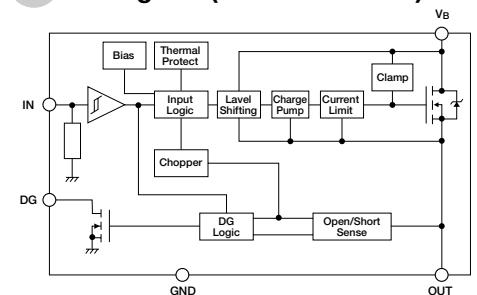 VB
Bias
Thermal
Protect
Clamp
IN
Input
Logic
Lavel
Shifting
Charge
Pump
Current
Limit
Chopper
DG
DG
Logic
Open/Short
Sense
GND
OUT